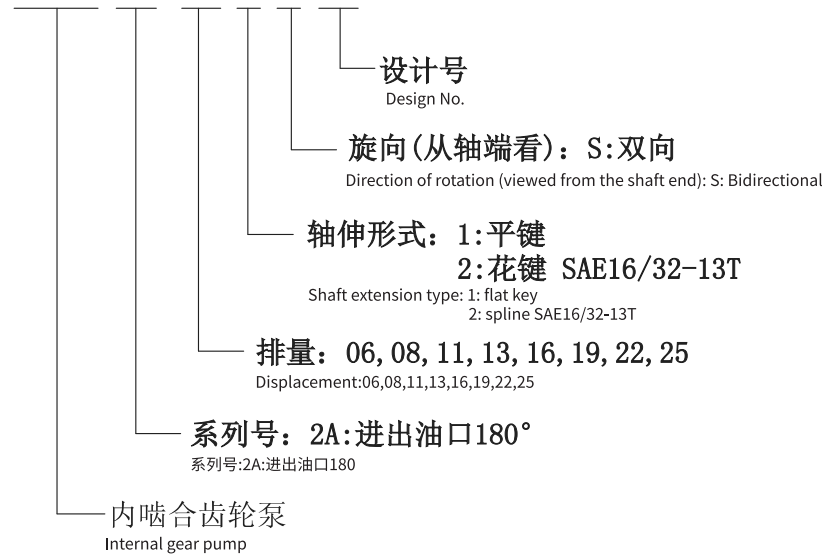 设计号
Design No.
旋向(从轴端看): S:双向
Direction of rotation (viewed from the shaft end): S: Bidirectional
轴伸形式: 1:平键
2:花键 SAE16/32-13T
Shaft extension type: 1: flat key
2: spline SAE16/32-13T
排量: 06,08,11,13,16,19,22,25
Displacement:06,08,11,13,16,19,22,25
系列号: 2A:进出油口180°
系列号:2A:进出油口180
内啮合齿轮泵
Internal gear pump